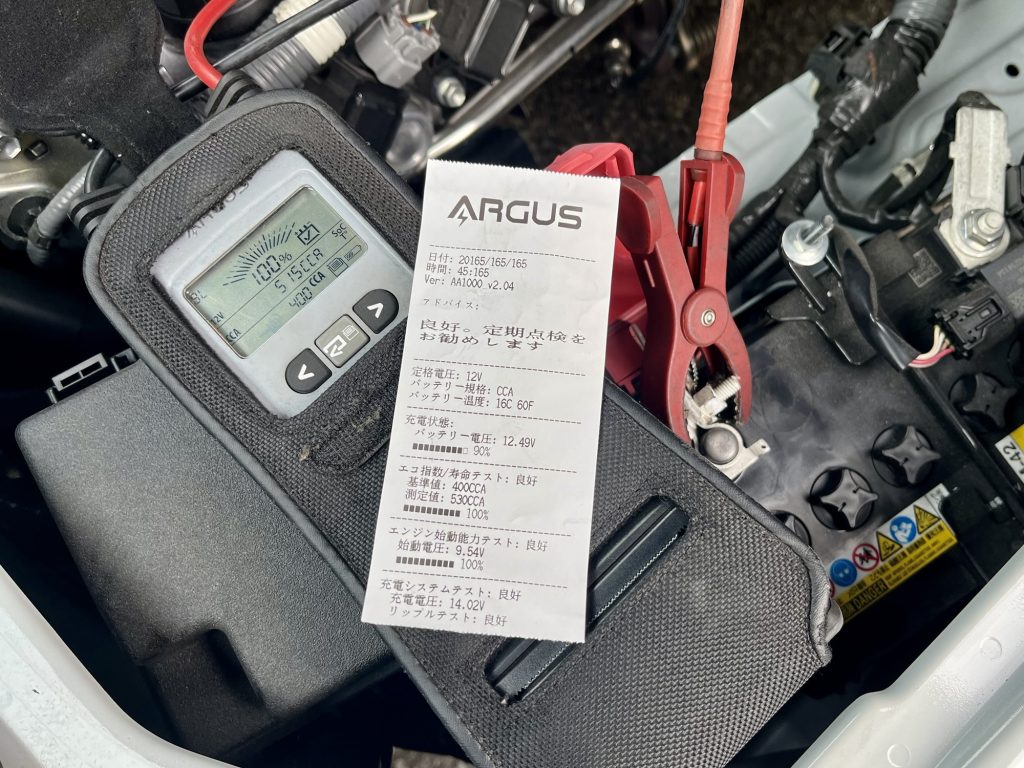 ARGUS
日付: 20165/165/165
時間: 45:165
Ver: AA1000_v2.04
アドバイス:
良好。定期点検を
お勧めします
定格電圧: 12V
バッテリー規格: CCA
バッテリー温度: 16C 60F
充電状態:
バッテリー電圧: 12.49V
90%
エコ指数/寿命テスト: 良好
基準値: 400CCA
測定値: 530CCA
100%
エンジン始動能力テスト: 良好
始動電圧: 9.54V
100%
充電システムテスト: 良好
充電電圧: 14.02V
リップルテスト: 良好
ARGUS
100%
515CCA
400 CCA
12V
CCA
DANGER